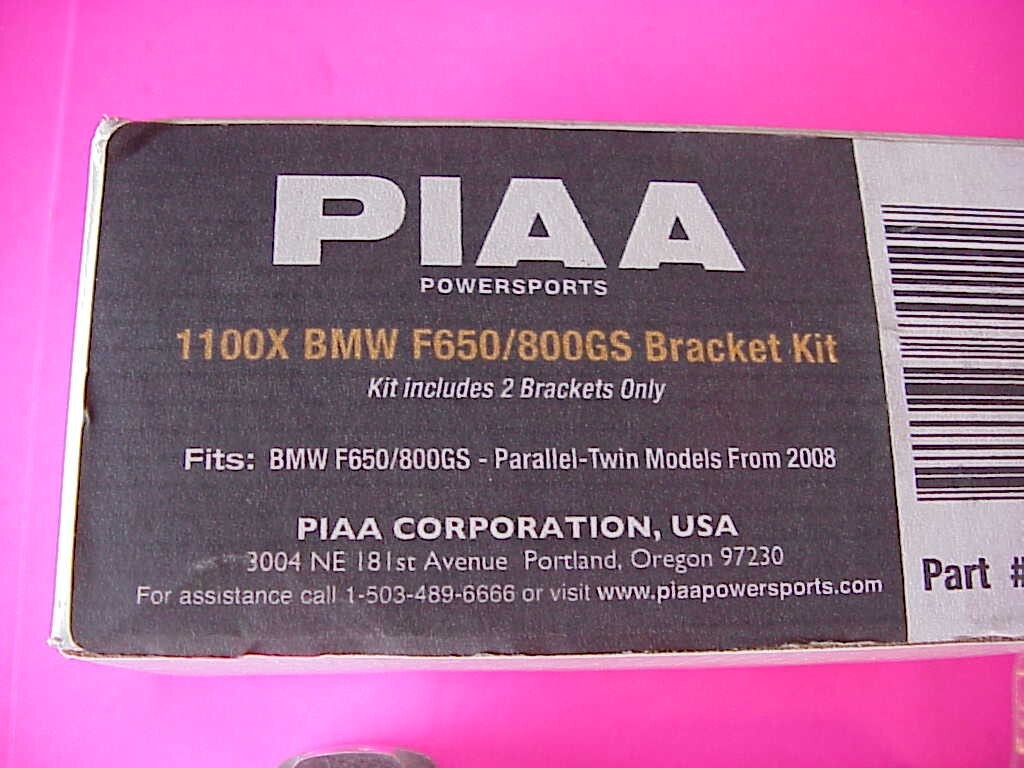 PIAA
POWERSPORTS
1100X BMW F650/800GS Bracket Kit
Kit includes 2 Brackets Only
Fits: BMW F650/800GS - Parallel-Twin Models From 2008
PIAA CORPORATION, USA
3004 NE 181st Avenue Portland, Oregon 97230
For assistance call 1-503-489-6666 or visit www.piaapowersports.com
Part #